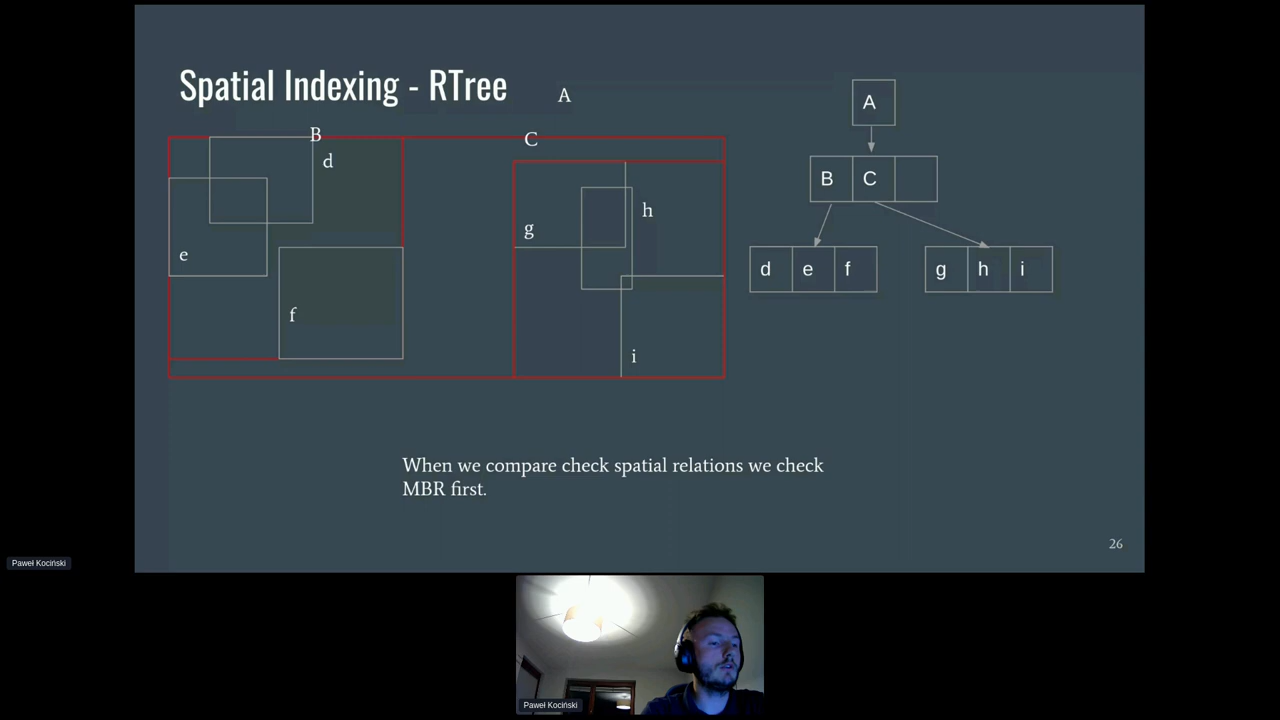 Spatial Indexing - RTree
A
B
C
d
e
f
g
h
i
A
B C
d e f
g h i
When we compare check spatial relations we check
MBR first.
26
Paweł Kociński
Paweł Kociński